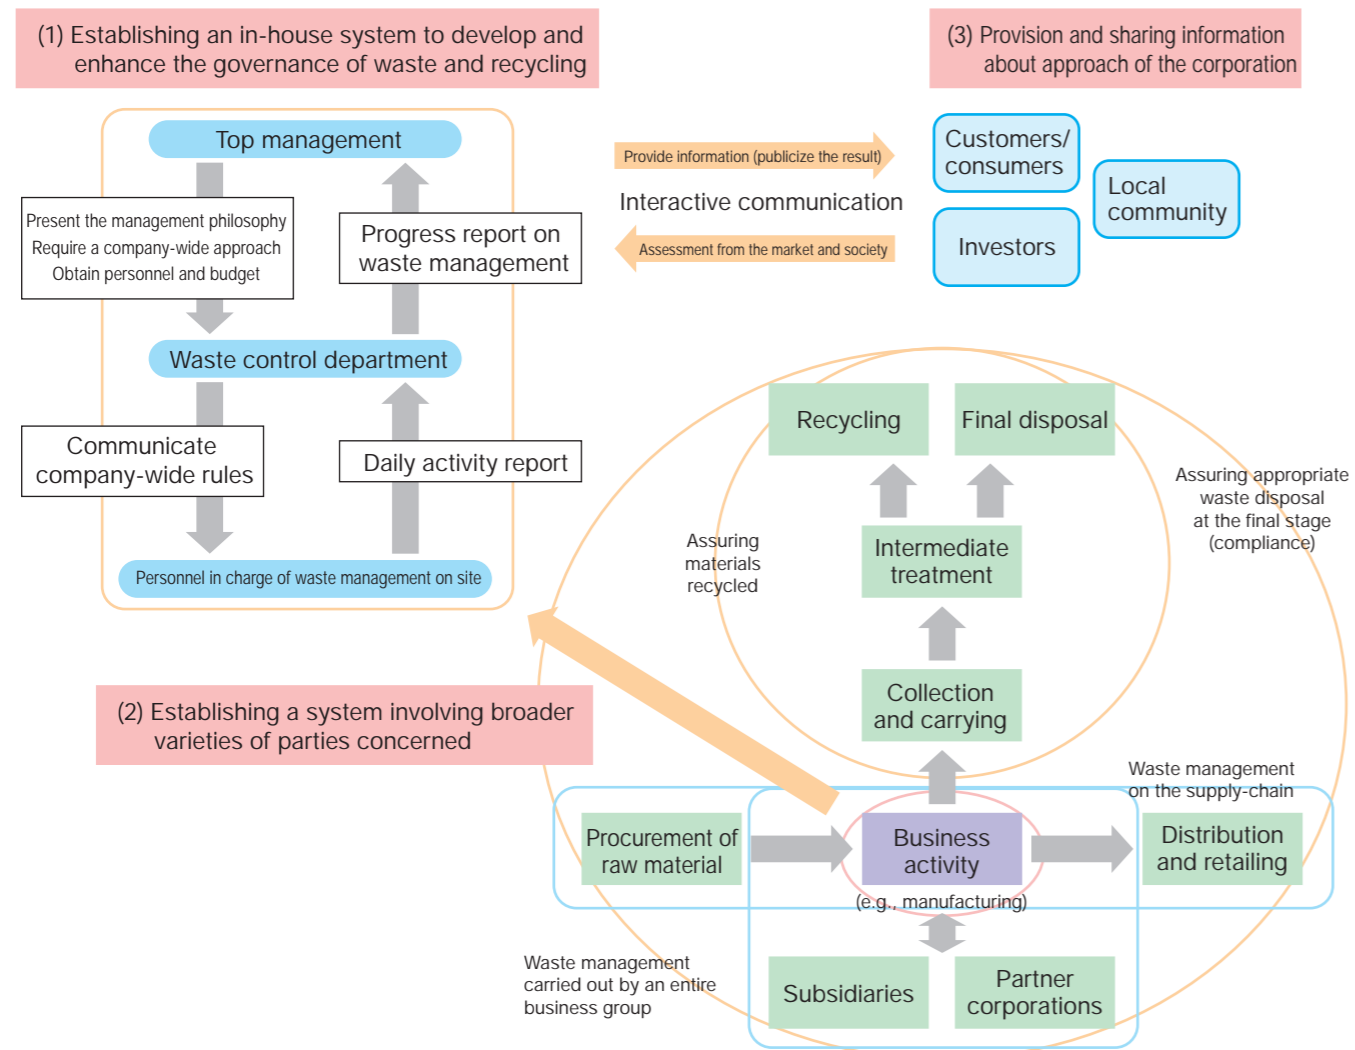 (1) Establishing an in-house system to develop and
enhance the governance of waste and recycling
Top management
Present the management philosophy
Require a company-wide approach
Obtain personnel and budget
Progress report on
waste management
Waste control department
Communicate
company-wide rules
Daily activity report
Personnel in charge of waste management on site
Provide information (publicize the result)
Interactive communication
Assessment from the market and society
(3) Provision and sharing information
about approach of the corporation
Customers/
consumers
Local
community
Investors
(2) Establishing a system involving broader
varieties of parties concerned
Recycling
Final disposal
Assuring appropriate
waste disposal
at the final stage
(compliance)
Assuring
materials
recycled
Intermediate
treatment
Collection
and carrying
Waste management
on the supply-chain
Procurement of
raw material
Business
activity
(e.g., manufacturing)
Distribution
and retailing
Waste management
carried out by an entire
business group
Subsidiaries
Partner
corporations